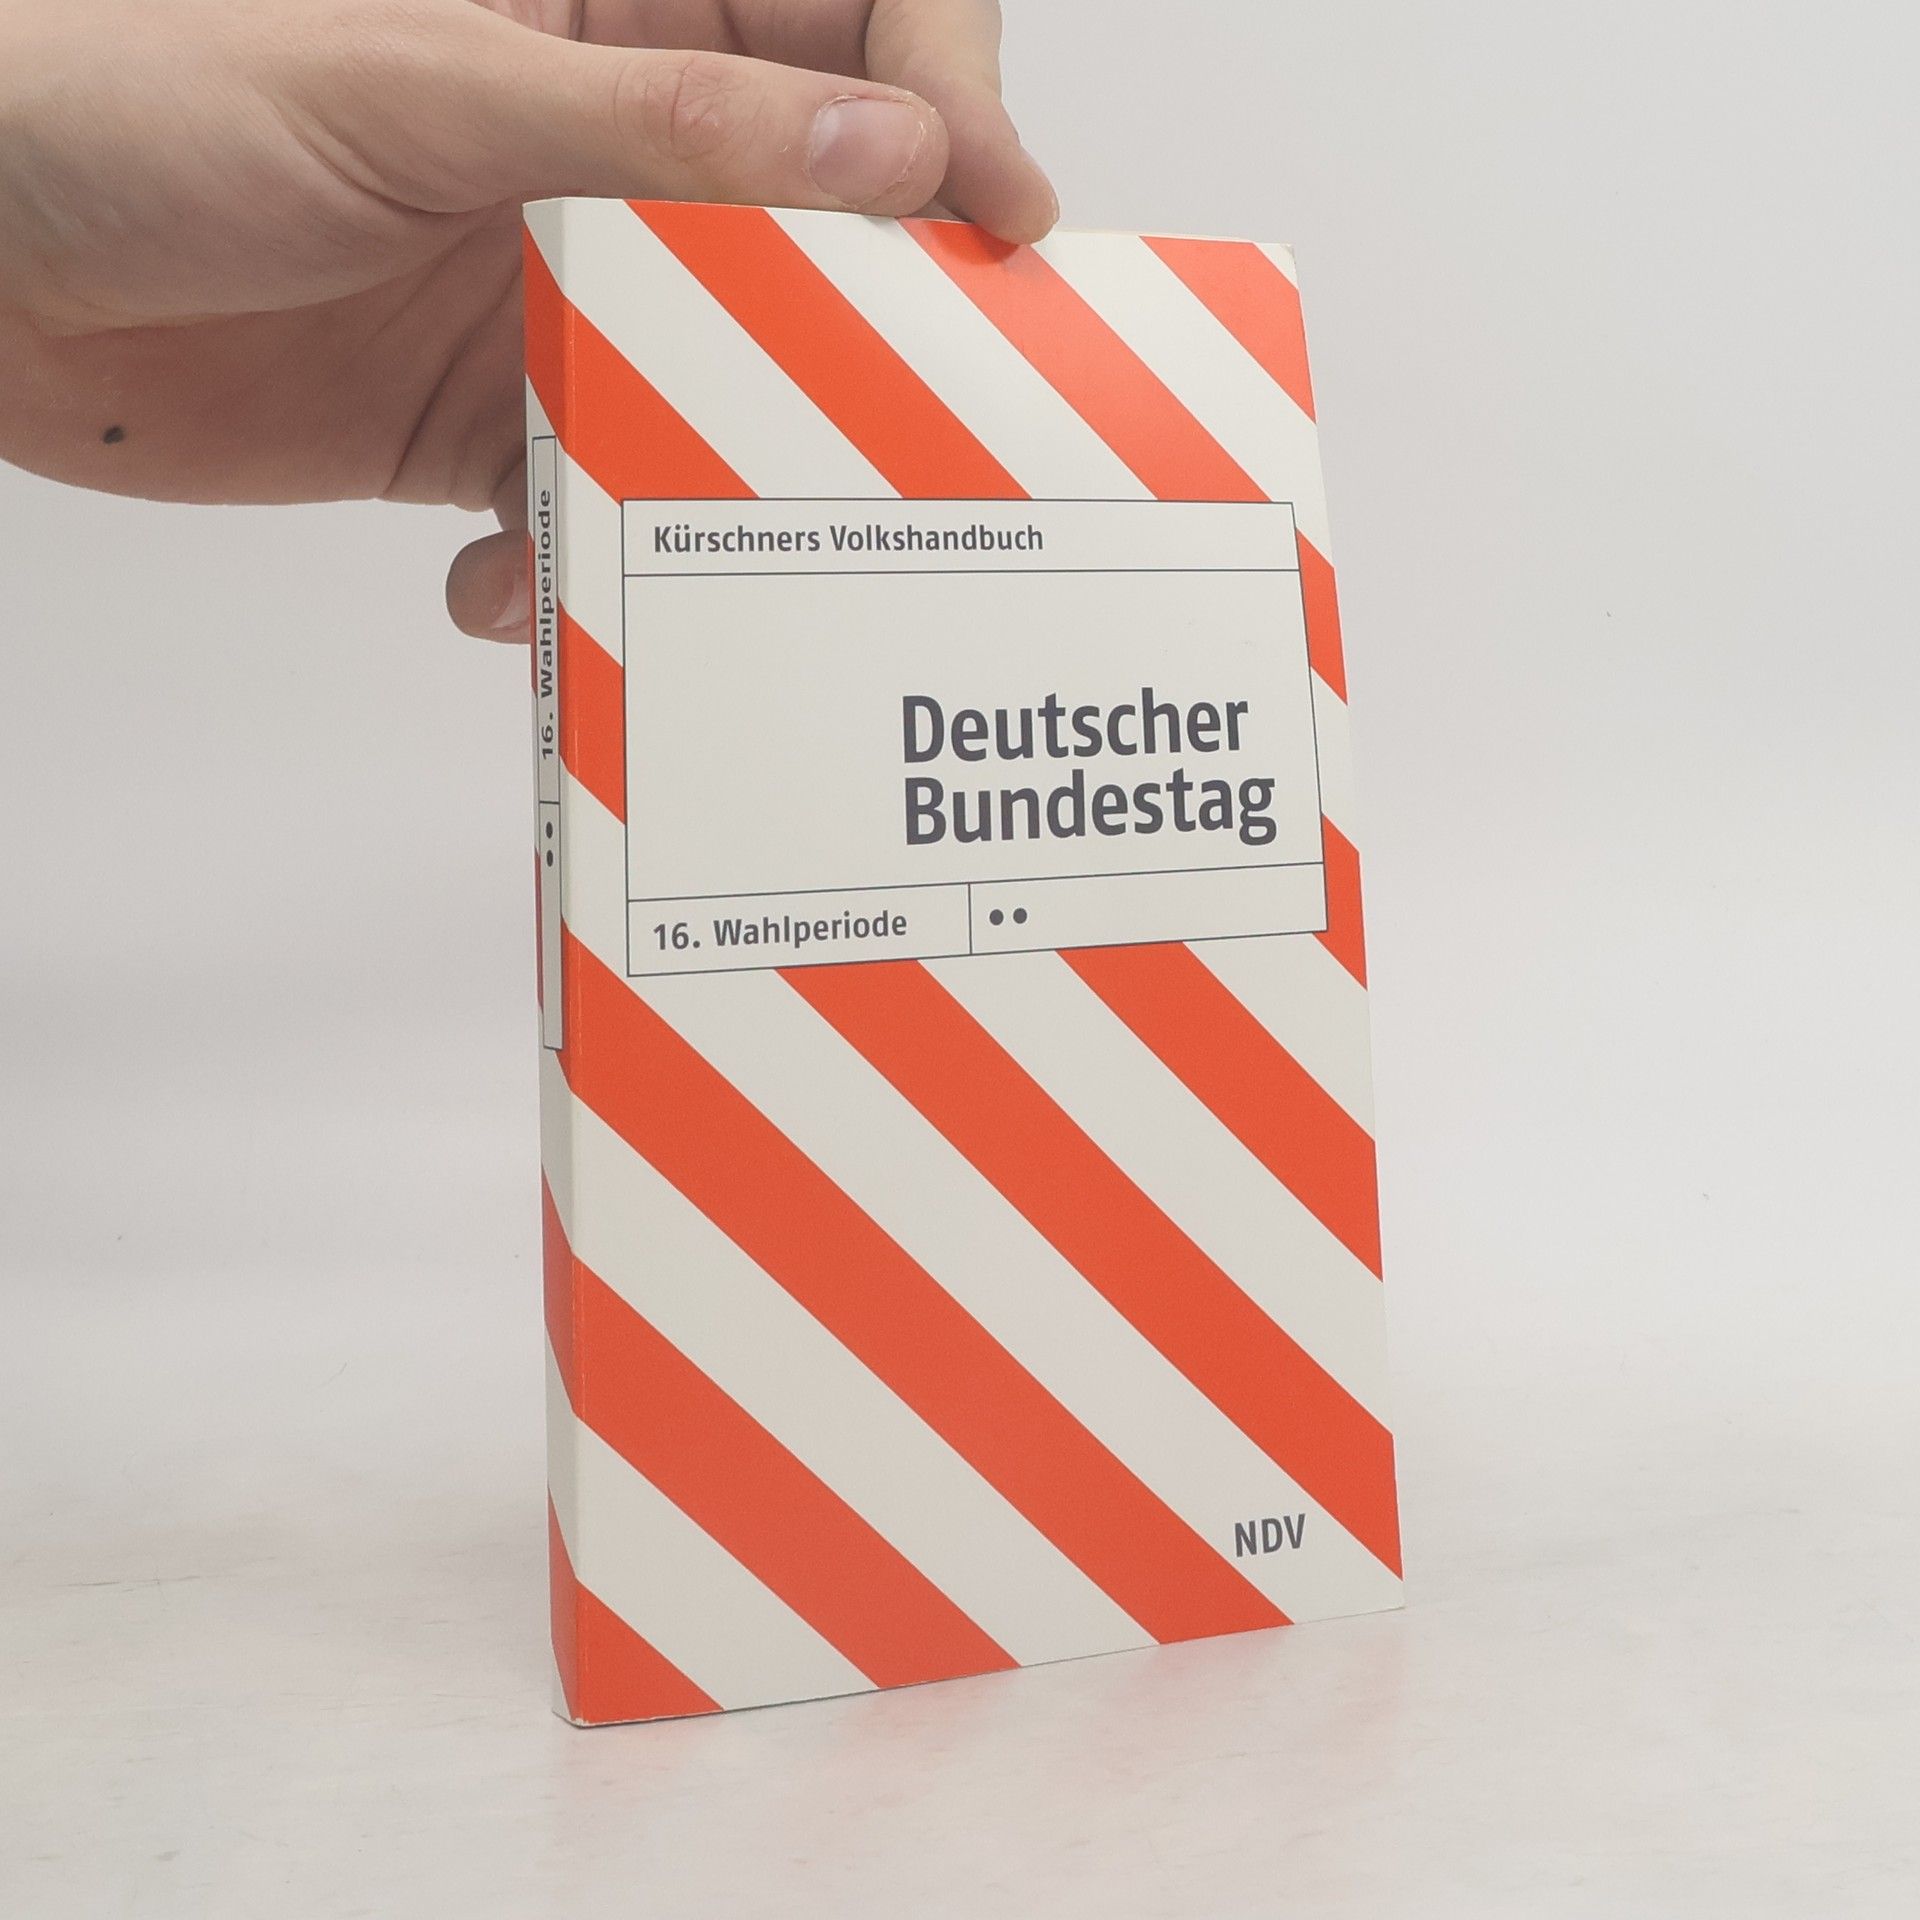 Kürschners Volkshandbuch
Deutscher
Bundestag
16. Wahlperiode
••
NDV
16. Wahlperiode
••